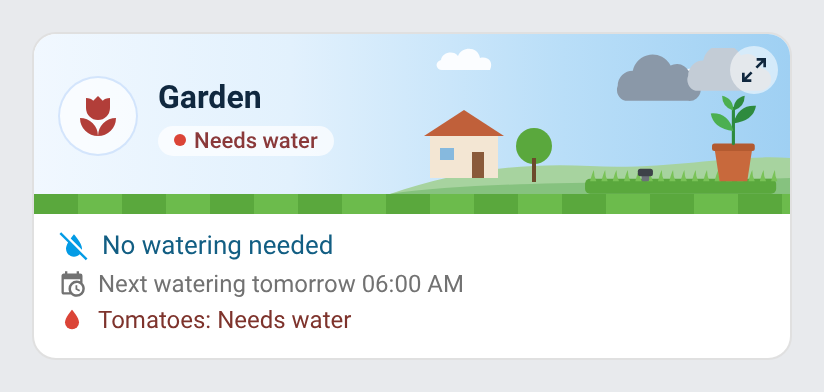 Garden
Needs water
No watering needed
Next watering tomorrow 06:00 AM
Tomatoes: Needs water